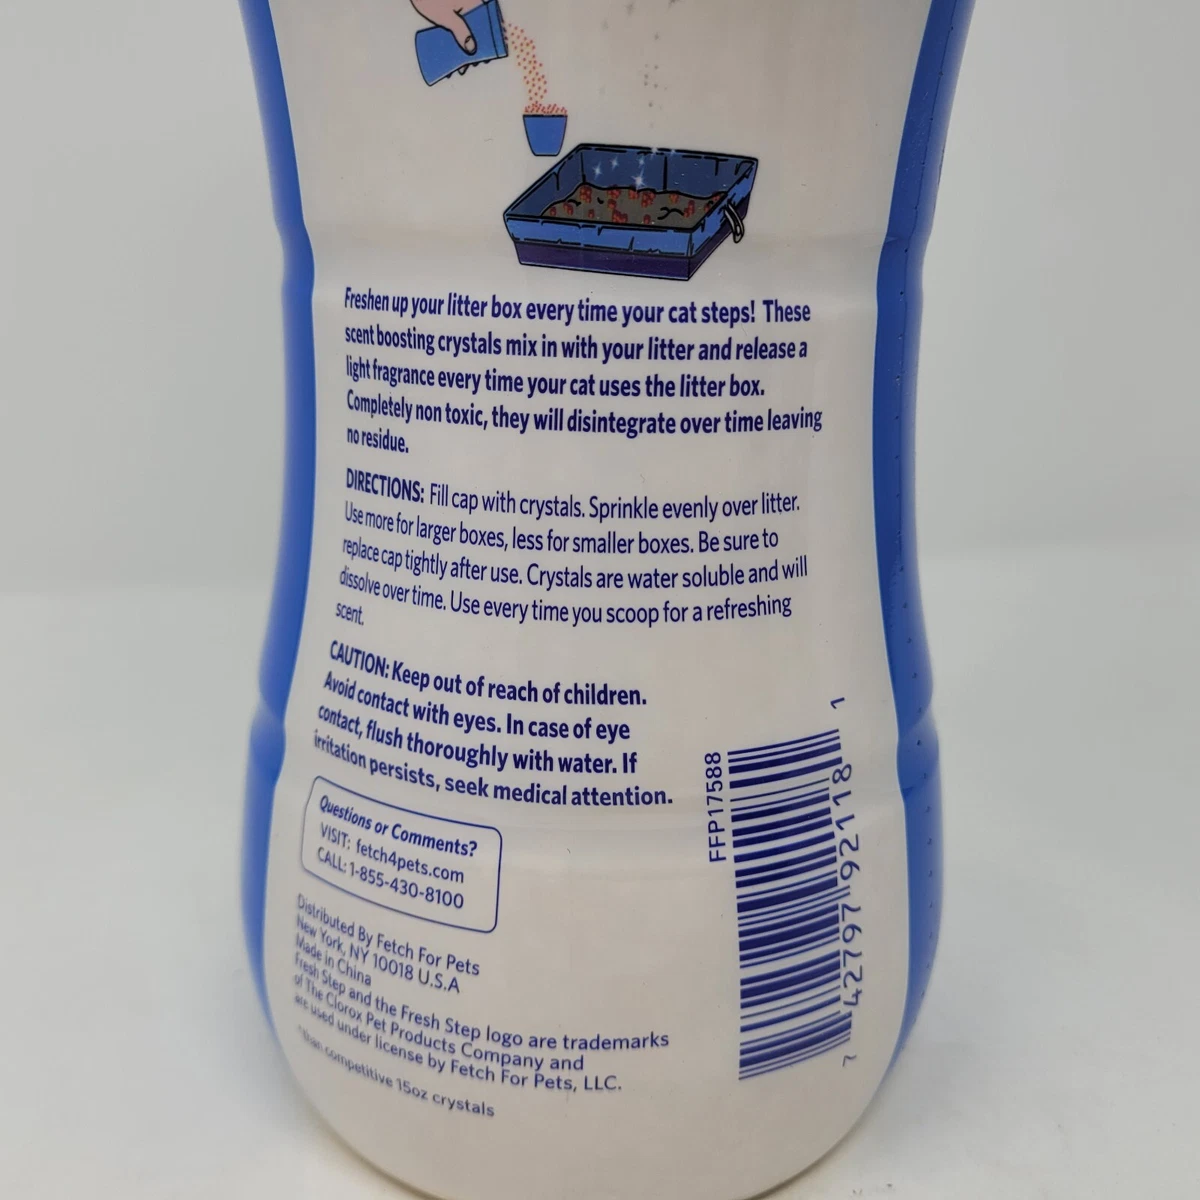 Freshen up your litter box every time your cat steps! These
scent boosting crystals mix in with your litter and release a
light fragrance every time your cat uses the litter box.
Completely non toxic, they will disintegrate over time leaving
no residue.
DIRECTIONS: Fill cap with crystals. Sprinkle evenly over litter.
Use more for larger boxes, less for smaller boxes. Be sure to
replace cap tightly after use. Crystals are water soluble and will
dissolve over time. Use every time you scoop for a refreshing
scent.
CAUTION: Keep out of reach of children.
Avoid contact with eyes. In case of eye
contact, flush thoroughly with water. If
irritation persists, seek medical attention.
Questions or Comments?
VISIT: fetch4pets.com
CALL: 1-855-430-8100
Distributed By Fetch For Pets
New York, NY 10018 U.S.A
Made in China
Fresh Step and the Fresh Step logo are trademarks
of The Clorox Pet Products Company and
are used under license by Fetch For Pets, LLC.
*Than competitive 15oz crystals
FFP17588
7 42797 92118 1